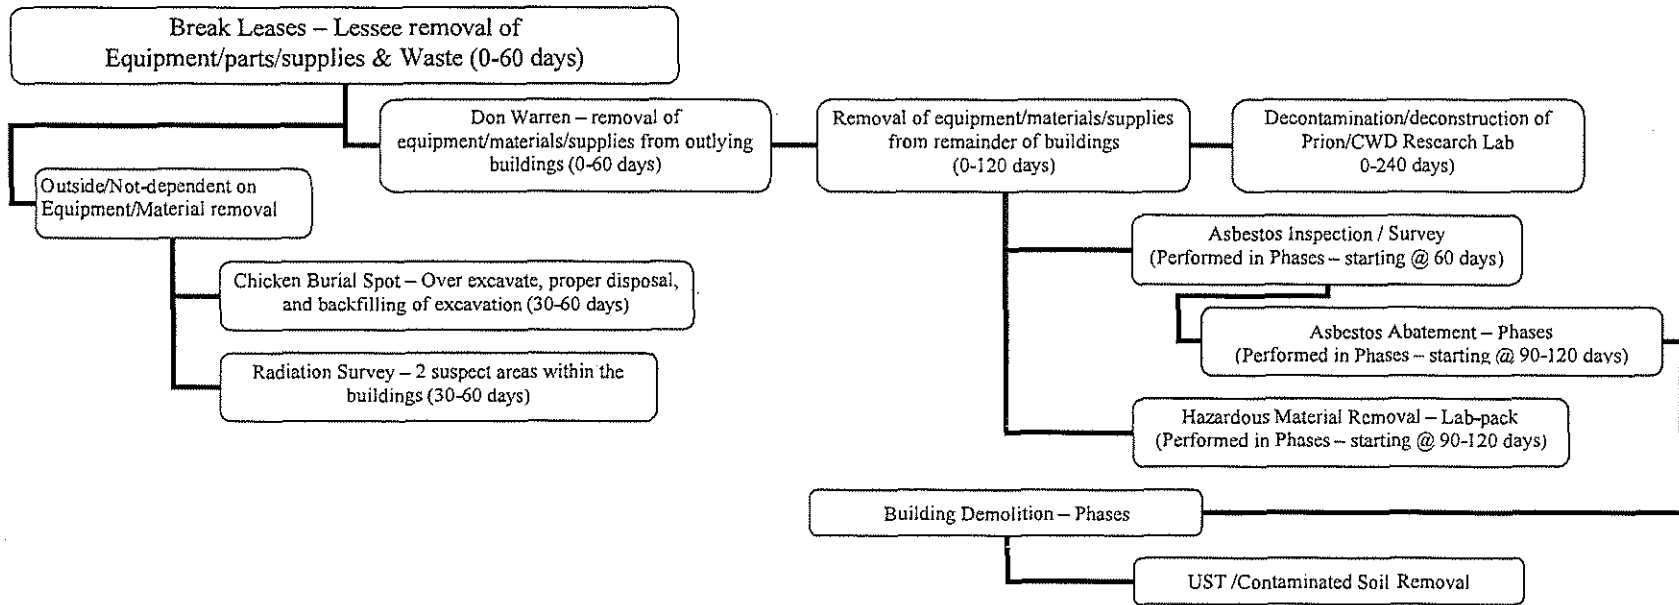 Break Leases – Lessee removal of
Equipment/parts/supplies & Waste (0-60 days)
Don Warren – removal of
equipment/materials/supplies from outlying
buildings (0-60 days)
Removal of equipment/materials/supplies
from remainder of buildings
(0-120 days)
Decontamination/deconstruction of
Prion/CWD Research Lab
0-240 days)
Outside/Not-dependent on
Equipment/Material removal
Chicken Burial Spot – Over excavate, proper disposal,
and backfilling of excavation (30-60 days)
Radiation Survey – 2 suspect areas within the
buildings (30-60 days)
Asbestos Inspection / Survey
(Performed in Phases – starting @ 60 days)
Asbestos Abatement – Phases
(Performed in Phases – starting @ 90-120 days)
Hazardous Material Removal – Lab-pack
(Performed in Phases – starting @ 90-120 days)
Building Demolition – Phases
UST /Contaminated Soil Removal